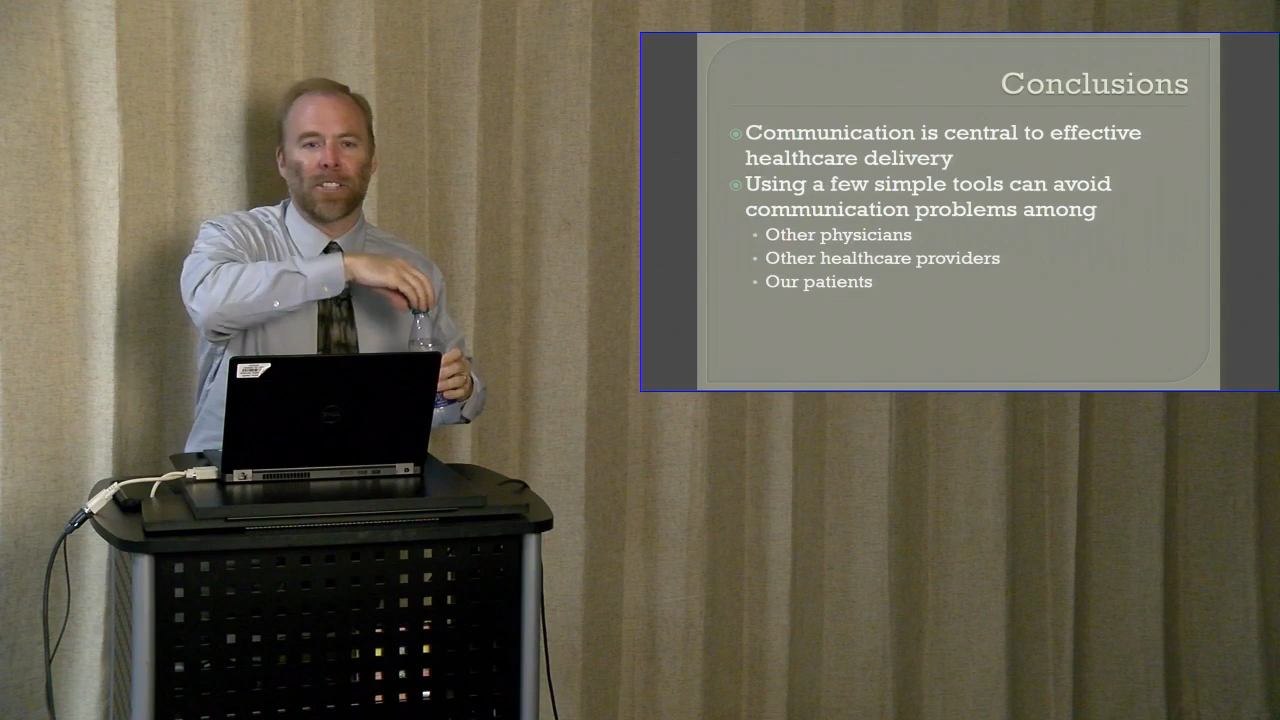 Conclusions
Communication is central to effective
healthcare delivery
Using a few simple tools can avoid
communication problems among
Other physicians
Other healthcare providers
Our patients
DELL